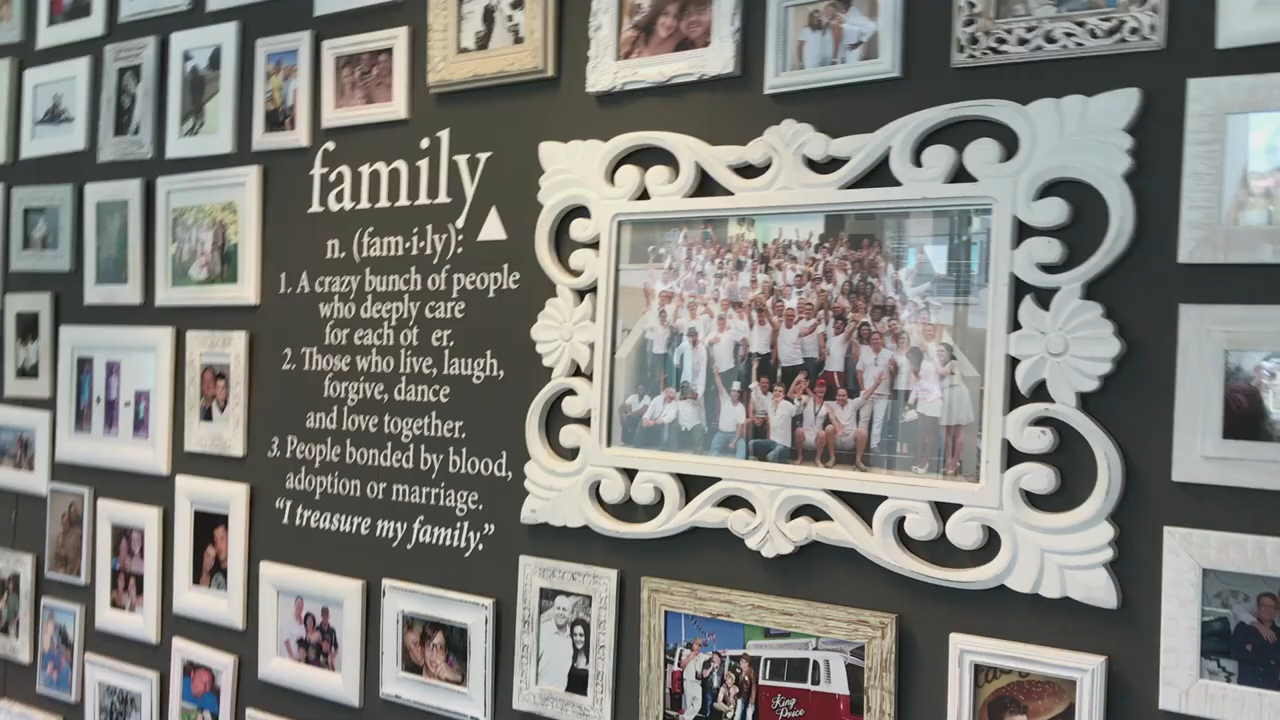 family
n. (fam·i·ly):
1. A crazy bunch of people
who deeply care
for each ot er.
2. Those who live, laugh,
forgive, dance
and love together.
3. People bonded by blood,
adoption or marriage.
“I treasure my family.”
King
Price